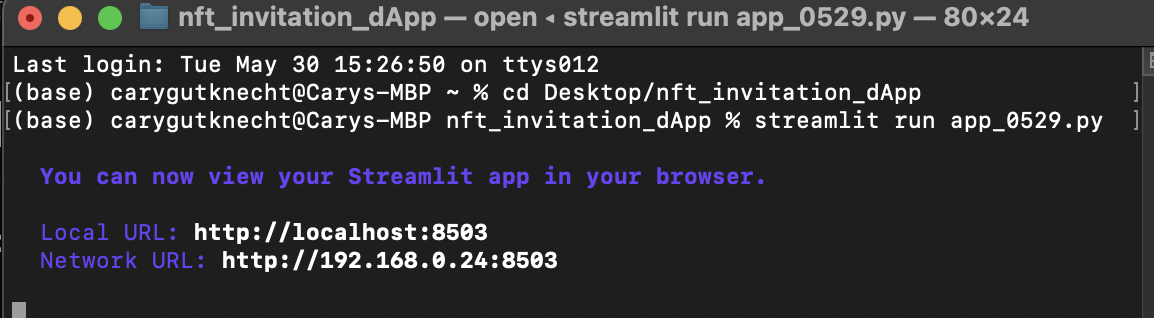 nft_invitation_dApp — open ◂ streamlit run app_0529.py — 80×24
Last login: Tue May 30 15:26:50 on ttys012
[(base) carygutknecht@Carys-MBP ~ % cd Desktop/nft_invitation_dApp ]
[(base) carygutknecht@Carys-MBP nft_invitation_dApp % streamlit run app_0529.py ]
You can now view your Streamlit app in your browser.
Local URL: http://localhost:8503
Network URL: http://192.168.0.24:8503